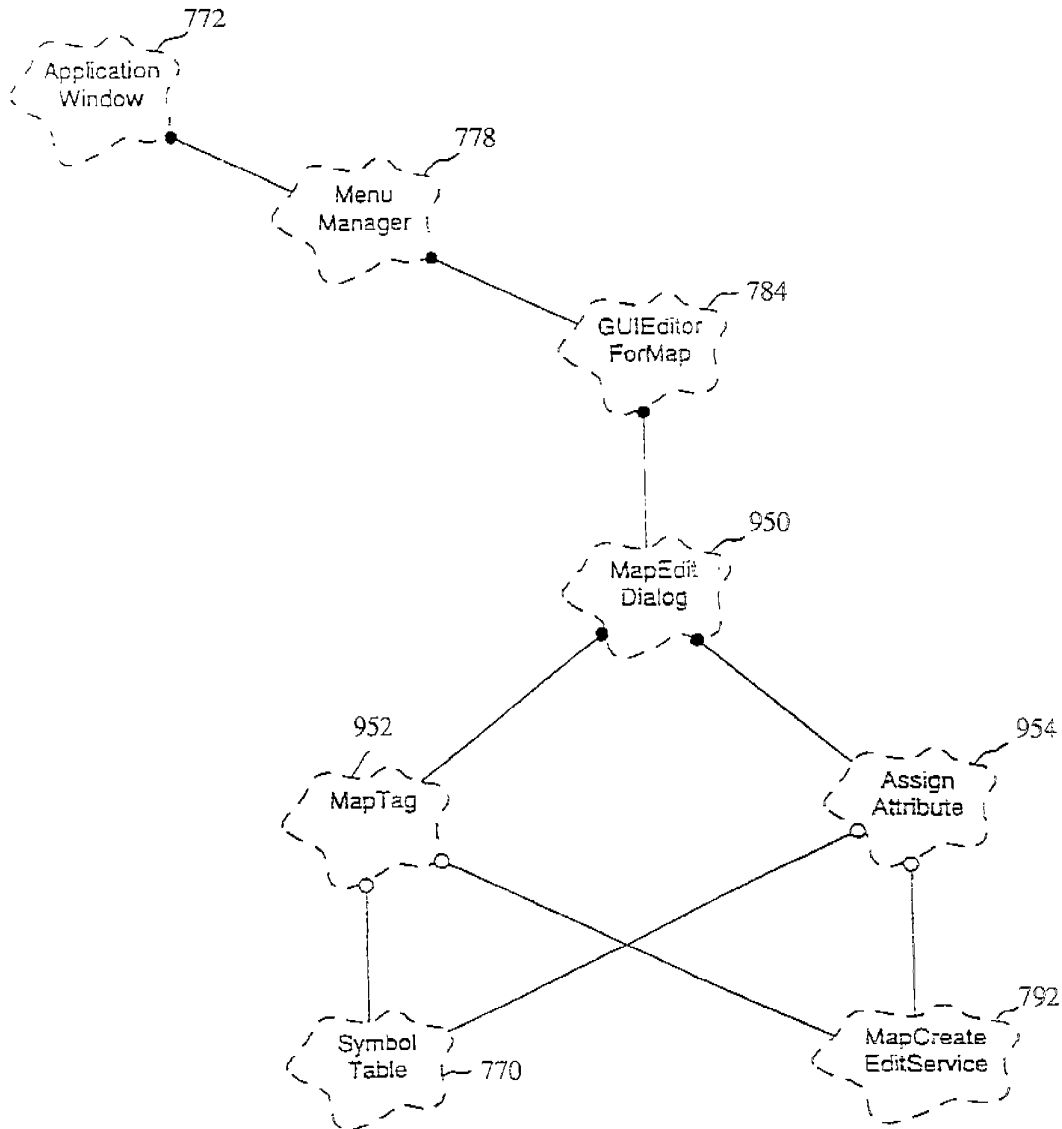 772
Application
Window
778
Menu
Manager
784
GUIEditor
ForMap
950
MapEdit
Dialog
952
MapTag
954
Assign
Attribute
Symbol
Table
770
792
MapCreate
EditService